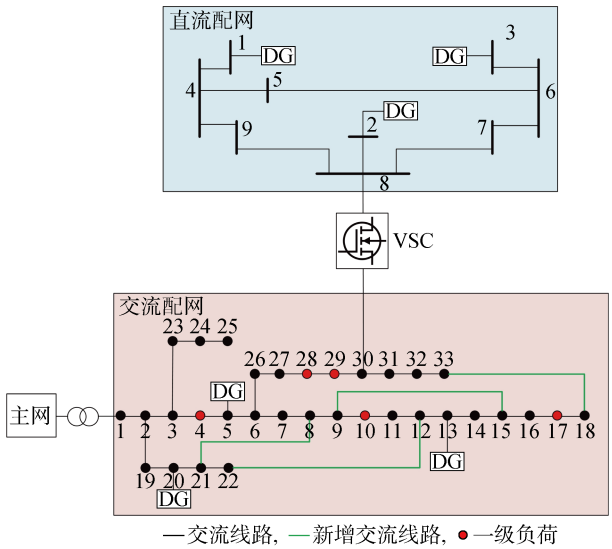 直流配网
1 DG DG 3
4 5 6
DG
9 2 7
8
VSC
交流配网
23 24 25
26 27 28 29 30 31 32 33
DG
主网
1 2 3 4 5 6 7 8 9 10 11 12 13 14 15 16 17 18
DG
19 20 21 22
DG
交流线路, 新增交流线路, 一级负荷